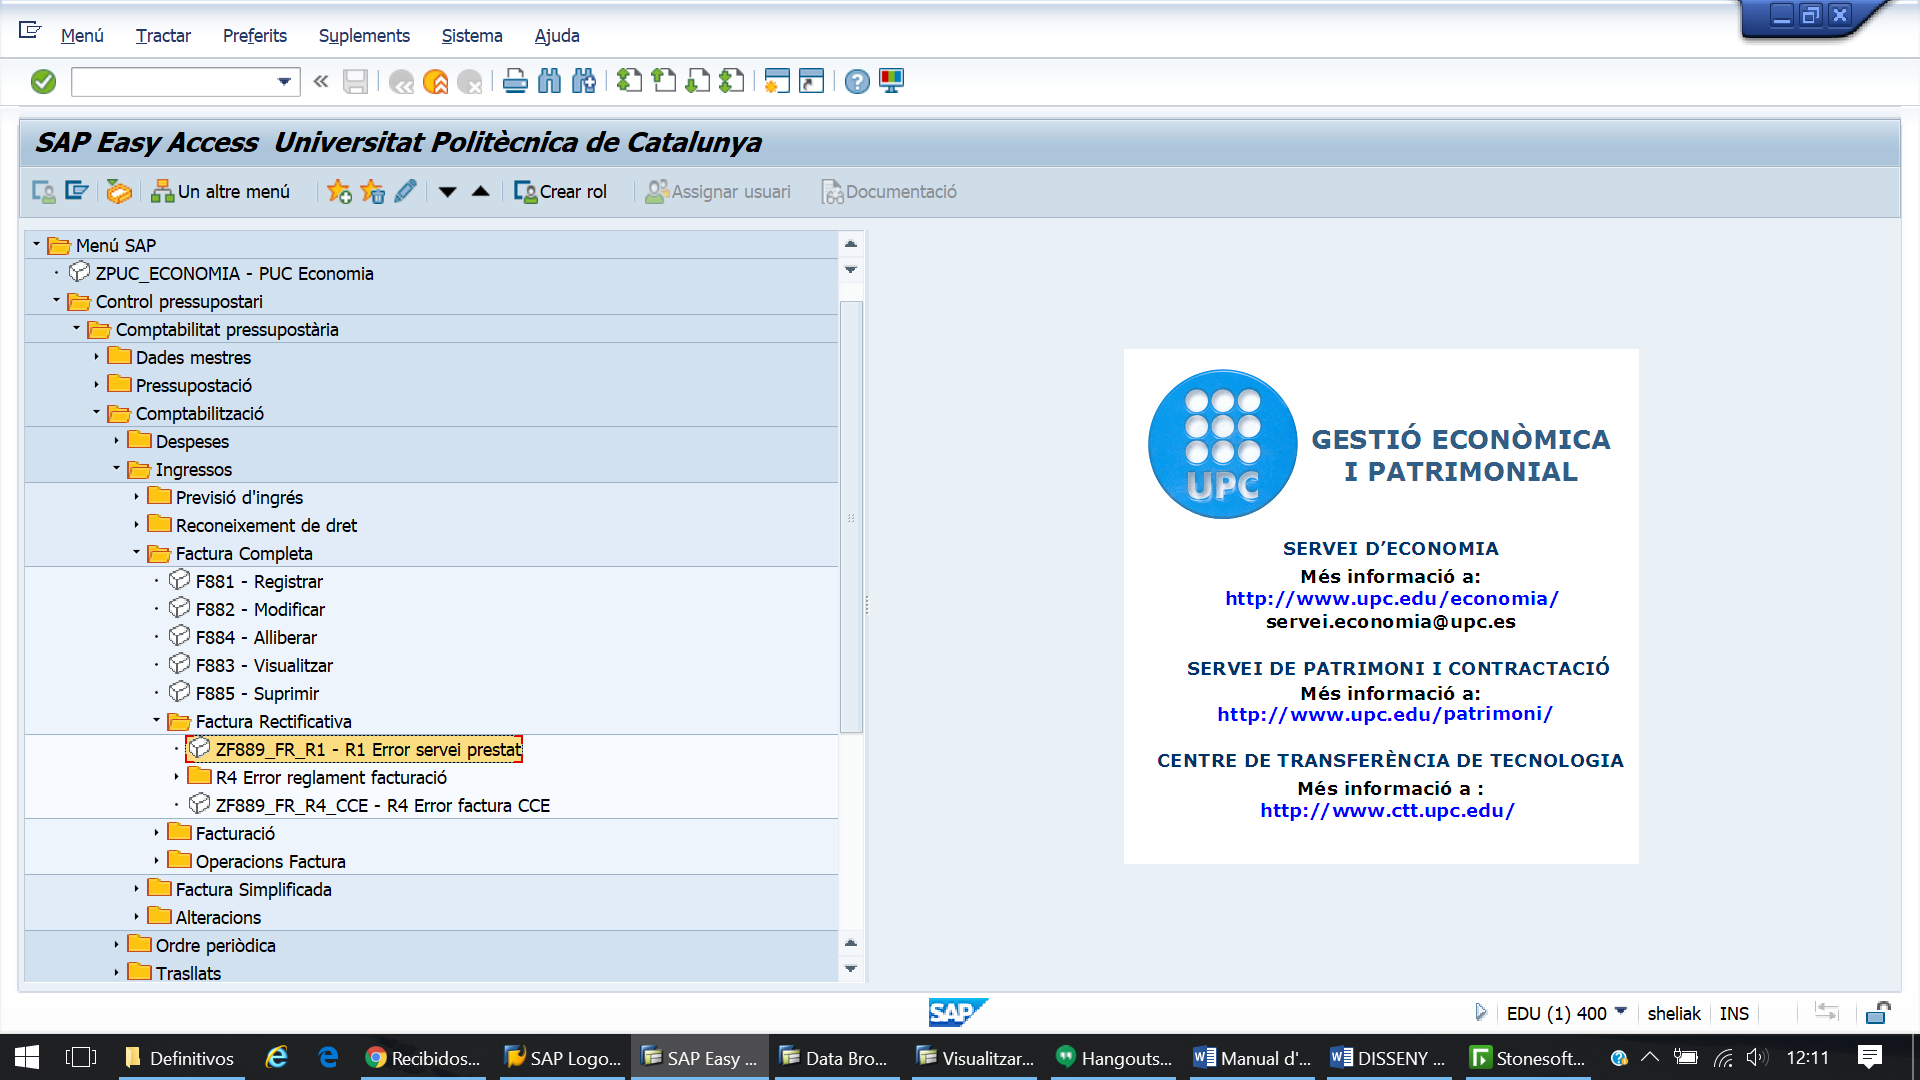 Menú Tractar Preferits Suplements Sistema Ajuda
SAP Easy Access Universitat Politècnica de Catalunya
Un altre menú Crear rol Assignar usuari Documentació
Menú SAP
ZPUC_ECONOMIA - PUC Economia
Control pressupostari
Comptabilitat pressupostària
Dades mestres
Pressupostació
Comptabilització
Despeses
Ingressos
Previsió d'ingrés
Reconeixement de dret
Factura Completa
F881 - Registrar
F882 - Modificar
F884 - Alliberar
F883 - Visualitzar
F885 - Suprimir
Factura Rectificativa
ZF889_FR_R1 - R1 Error servei prestat
R4 Error reglament facturació
ZF889_FR_R4_CCE - R4 Error factura CCE
Facturació
Operacions Factura
Factura Simplificada
Alteracions
Ordre periòdica
Trasllats
UPC
GESTIÓ ECONÒMICA
I PATRIMONIAL
SERVEI D'ECONOMIA
Més informació a:
http://www.upc.edu/economia/
servei.economia@upc.es
SERVEI DE PATRIMONI I CONTRACTACIÓ
Més informació a:
http://www.upc.edu/patrimoni/
CENTRE DE TRANSFERÈNCIA DE TECNOLOGIA
Més informació a :
http://www.ctt.upc.edu/
SAP
EDU (1) 400 sheliak INS
Definitivos Recibidos... SAP Logo... SAP Easy ... Data Bro... Visualitzar... Hangouts... Manual d'... DISSENY ... Stonesoft... 12:11